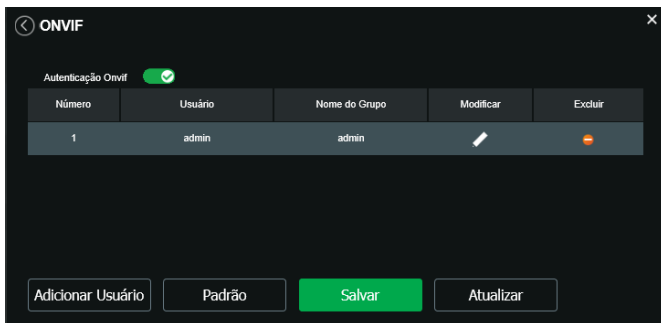 ONVIF
Autenticação Onvif
Número Usuário Nome do Grupo Modificar Excluir
1 admin admin
Adicionar Usuário Padrão Salvar Atualizar